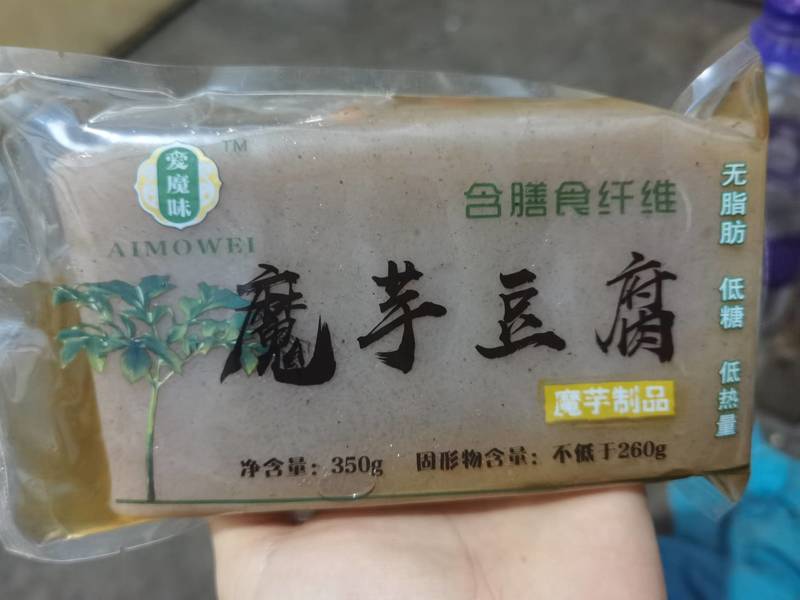 爱魔味
TM
AIMOWEI
含膳食纤维
无脂肪 低糖 低热量
魔芋豆腐
魔芋制品
净含量：350g 固形物含量：不低于260g